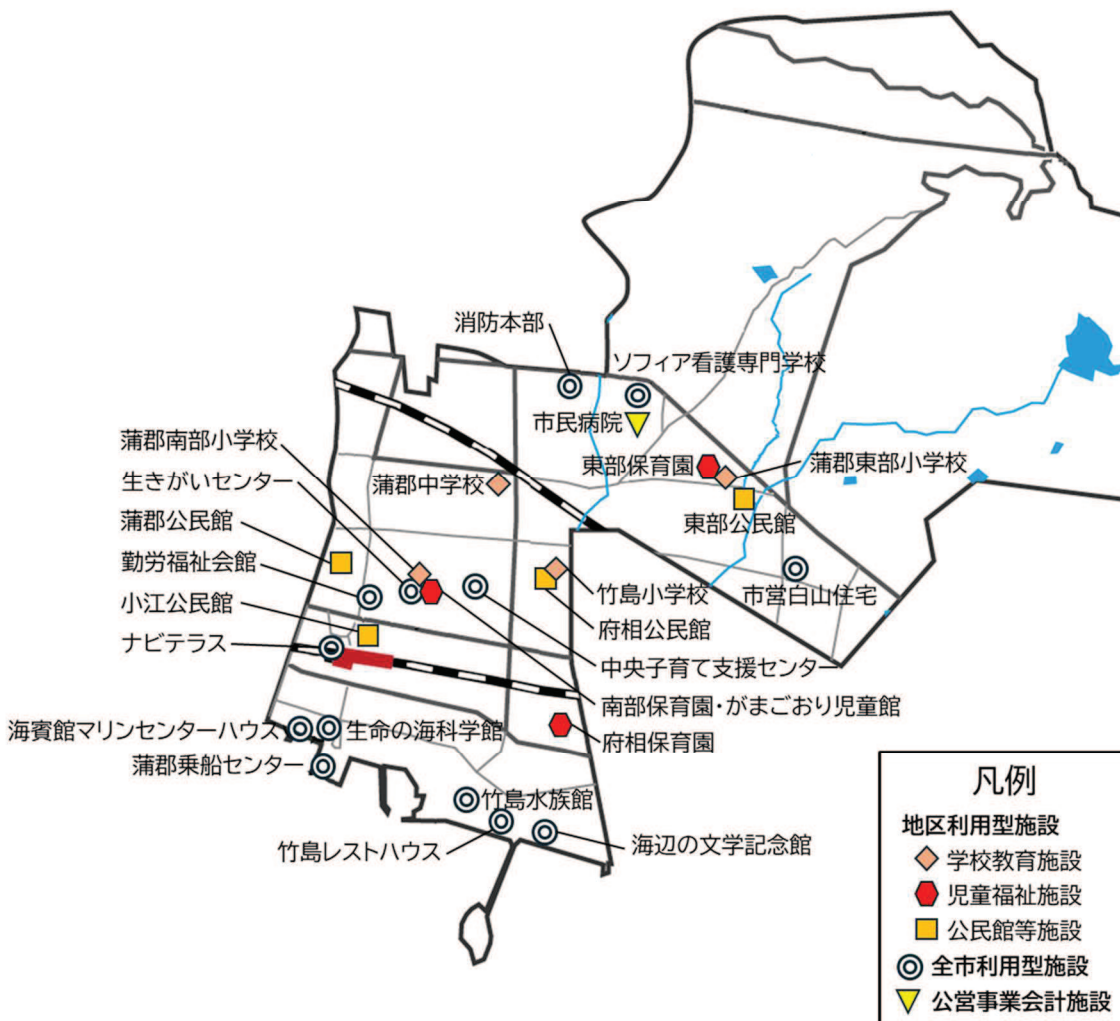 消防本部
ソフィア看護専門学校
市民病院
蒲郡南部小学校
生きがいセンター
蒲郡中学校
東部保育園
蒲郡東部小学校
蒲郡公民館
東部公民館
勤労福祉会館
竹島小学校
市営白山住宅
小江公民館
府相公民館
ナビテラス
中央子育て支援センター
南部保育園・がまごおり児童館
海賓館マリンセンターハウス
生命の海科学館
府相保育園
蒲郡乗船センター
竹島水族館
竹島レストハウス
海辺の文学記念館
凡例
地区利用型施設
学校教育施設
児童福祉施設
公民館等施設
全市利用型施設
公営事業会計施設